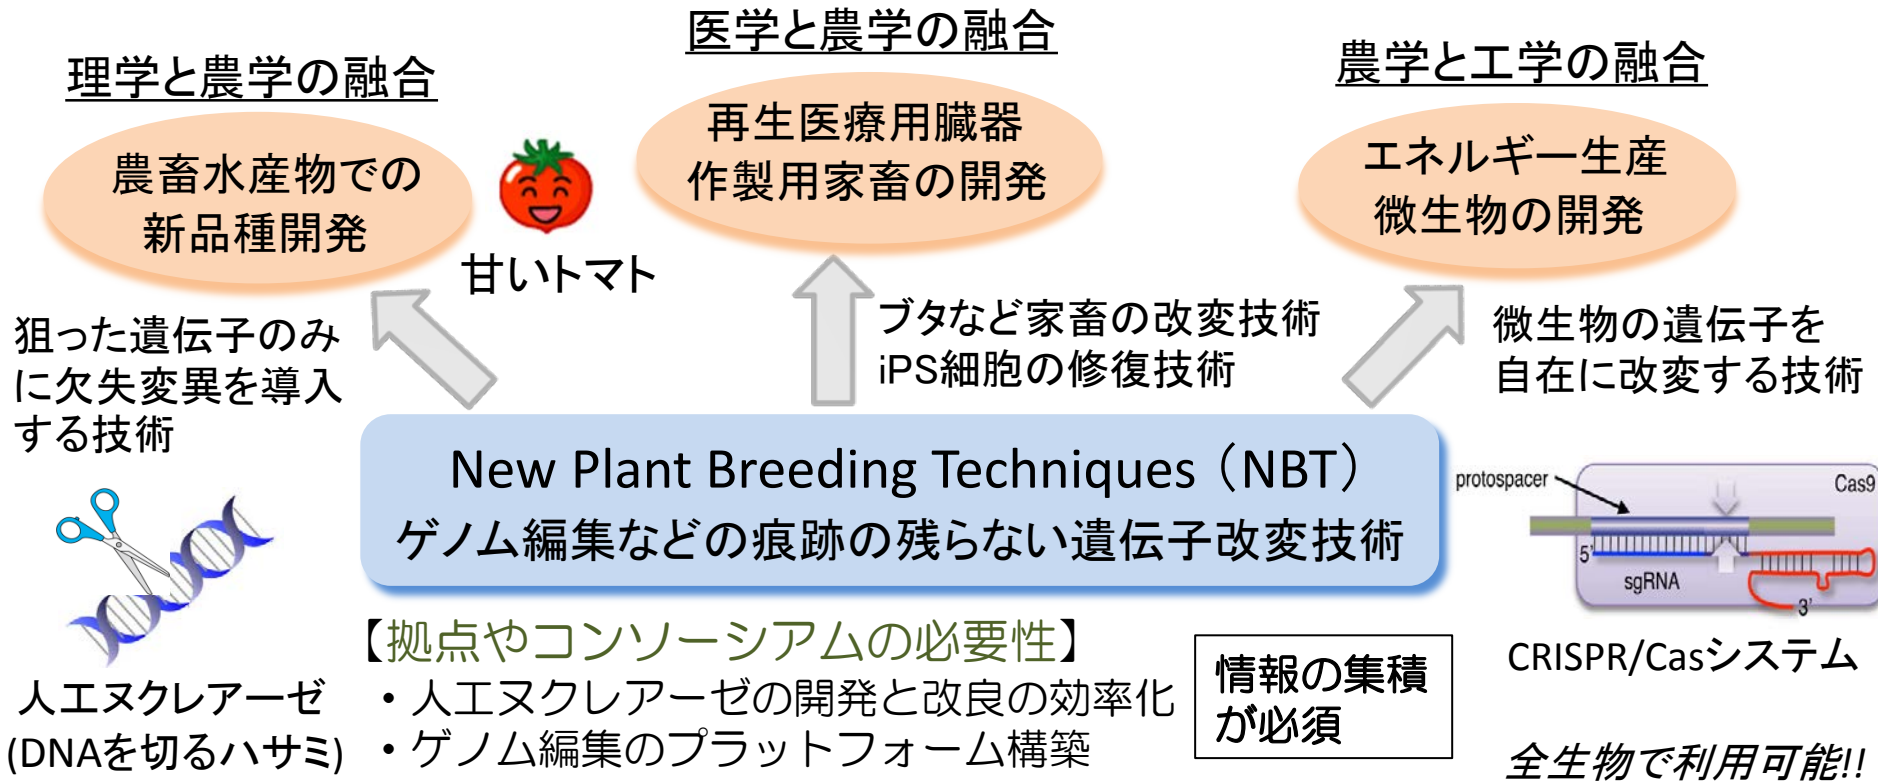 医学と農学の融合
理学と農学の融合
農学と工学の融合
農畜水産物での
新品種開発
再生医療用臓器
作製用家畜の開発
エネルギー生産
微生物の開発
甘いトマト
狙った遺伝子のみ
に欠失変異を導入
する技術
ブタなど家畜の改変技術
iPS細胞の修復技術
微生物の遺伝子を
自在に改変する技術
New Plant Breeding Techniques（NBT）
ゲノム編集などの痕跡の残らない遺伝子改変技術
protospacer
Cas9
5'
sgRNA
3'
CRISPR/Casシステム
全生物で利用可能!!
人工ヌクレアーゼ
(DNAを切るハサミ)
【拠点やコンソーシアムの必要性】
・人工ヌクレアーゼの開発と改良の効率化
・ゲノム編集のプラットフォーム構築
情報の集積
が必須